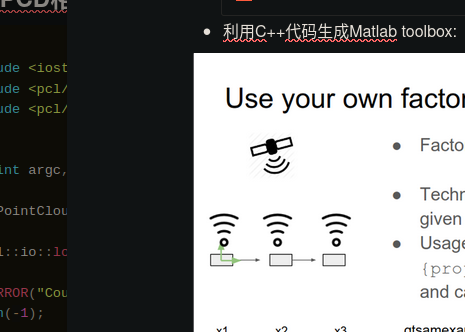 PCD
利用C++代码生成Matlab toolbox:
ude <iost
ude <pcl/
ude <pcl/
int argc,
PointClou
l::io::lo
RROR("Cou
n(-1);
Use your own factor
Facto
Techn
given
Usage
{pro
and ca
x1 x2 x3